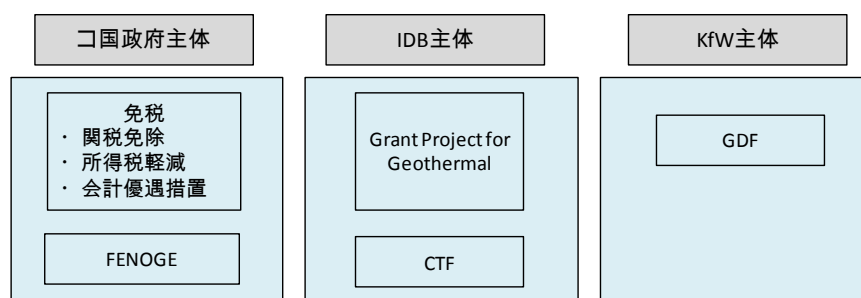 コ国政府主体
免税
・ 関税免除
・ 所得税軽減
・ 会計優遇措置
FENOGE
IDB主体
Grant Project for
Geothermal
CTF
KfW主体
GDF